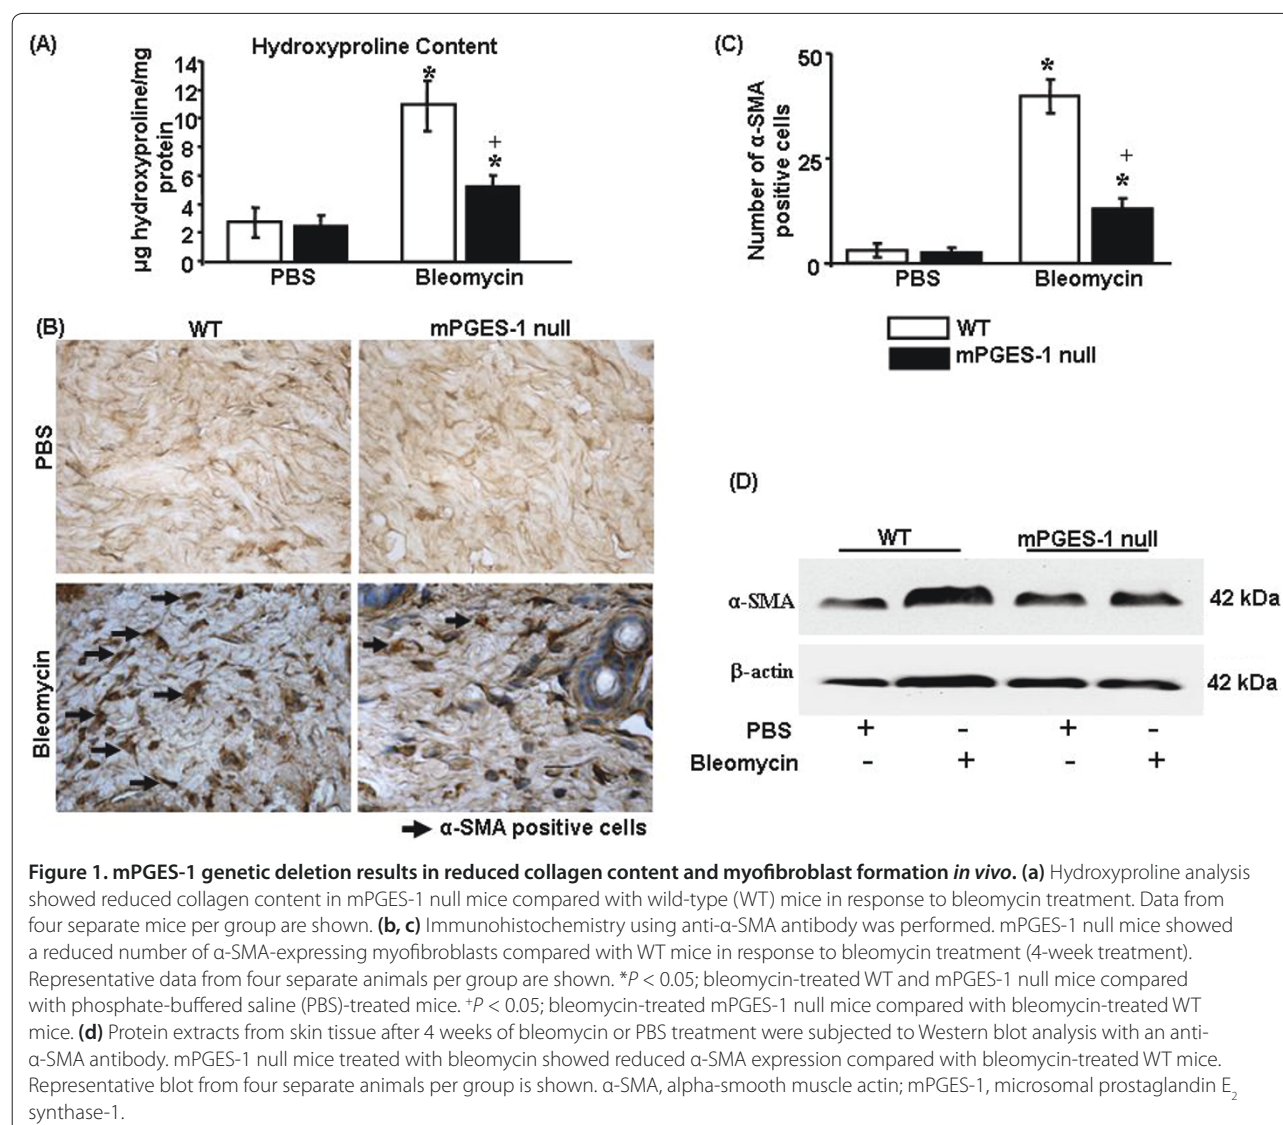 (A)
Hydroxyproline Content
µg hydroxyproline/mg
protein
14
12
10
8
6
4
2
0
*
+
*
PBS
Bleomycin
(C)
Number of α-SMA
positive cells
50
25
0
*
+
*
PBS
Bleomycin
WT
mPGES-1 null
(B)
WT
mPGES-1 null
PBS
Bleomycin
α-SMA positive cells
(D)
WT
mPGES-1 null
α-SMA
42 kDa
β-actin
42 kDa
PBS + - + -
Bleomycin - + - +
Figure 1. mPGES-1 genetic deletion results in reduced collagen content and myofibroblast formation in vivo. (a) Hydroxyproline analysis
showed reduced collagen content in mPGES-1 null mice compared with wild-type (WT) mice in response to bleomycin treatment. Data from
four separate mice per group are shown. (b, c) Immunohistochemistry using anti-α-SMA antibody was performed. mPGES-1 null mice showed
a reduced number of α-SMA-expressing myofibroblasts compared with WT mice in response to bleomycin treatment (4-week treatment).
Representative data from four separate animals per group are shown. *P < 0.05; bleomycin-treated WT and mPGES-1 null mice compared
with phosphate-buffered saline (PBS)-treated mice. +P < 0.05; bleomycin-treated mPGES-1 null mice compared with bleomycin-treated WT
mice. (d) Protein extracts from skin tissue after 4 weeks of bleomycin or PBS treatment were subjected to Western blot analysis with an anti-
α-SMA antibody. mPGES-1 null mice treated with bleomycin showed reduced α-SMA expression compared with bleomycin-treated WT mice.
Representative blot from four separate animals per group is shown. α-SMA, alpha-smooth muscle actin; mPGES-1, microsomal prostaglandin E2
synthase-1.